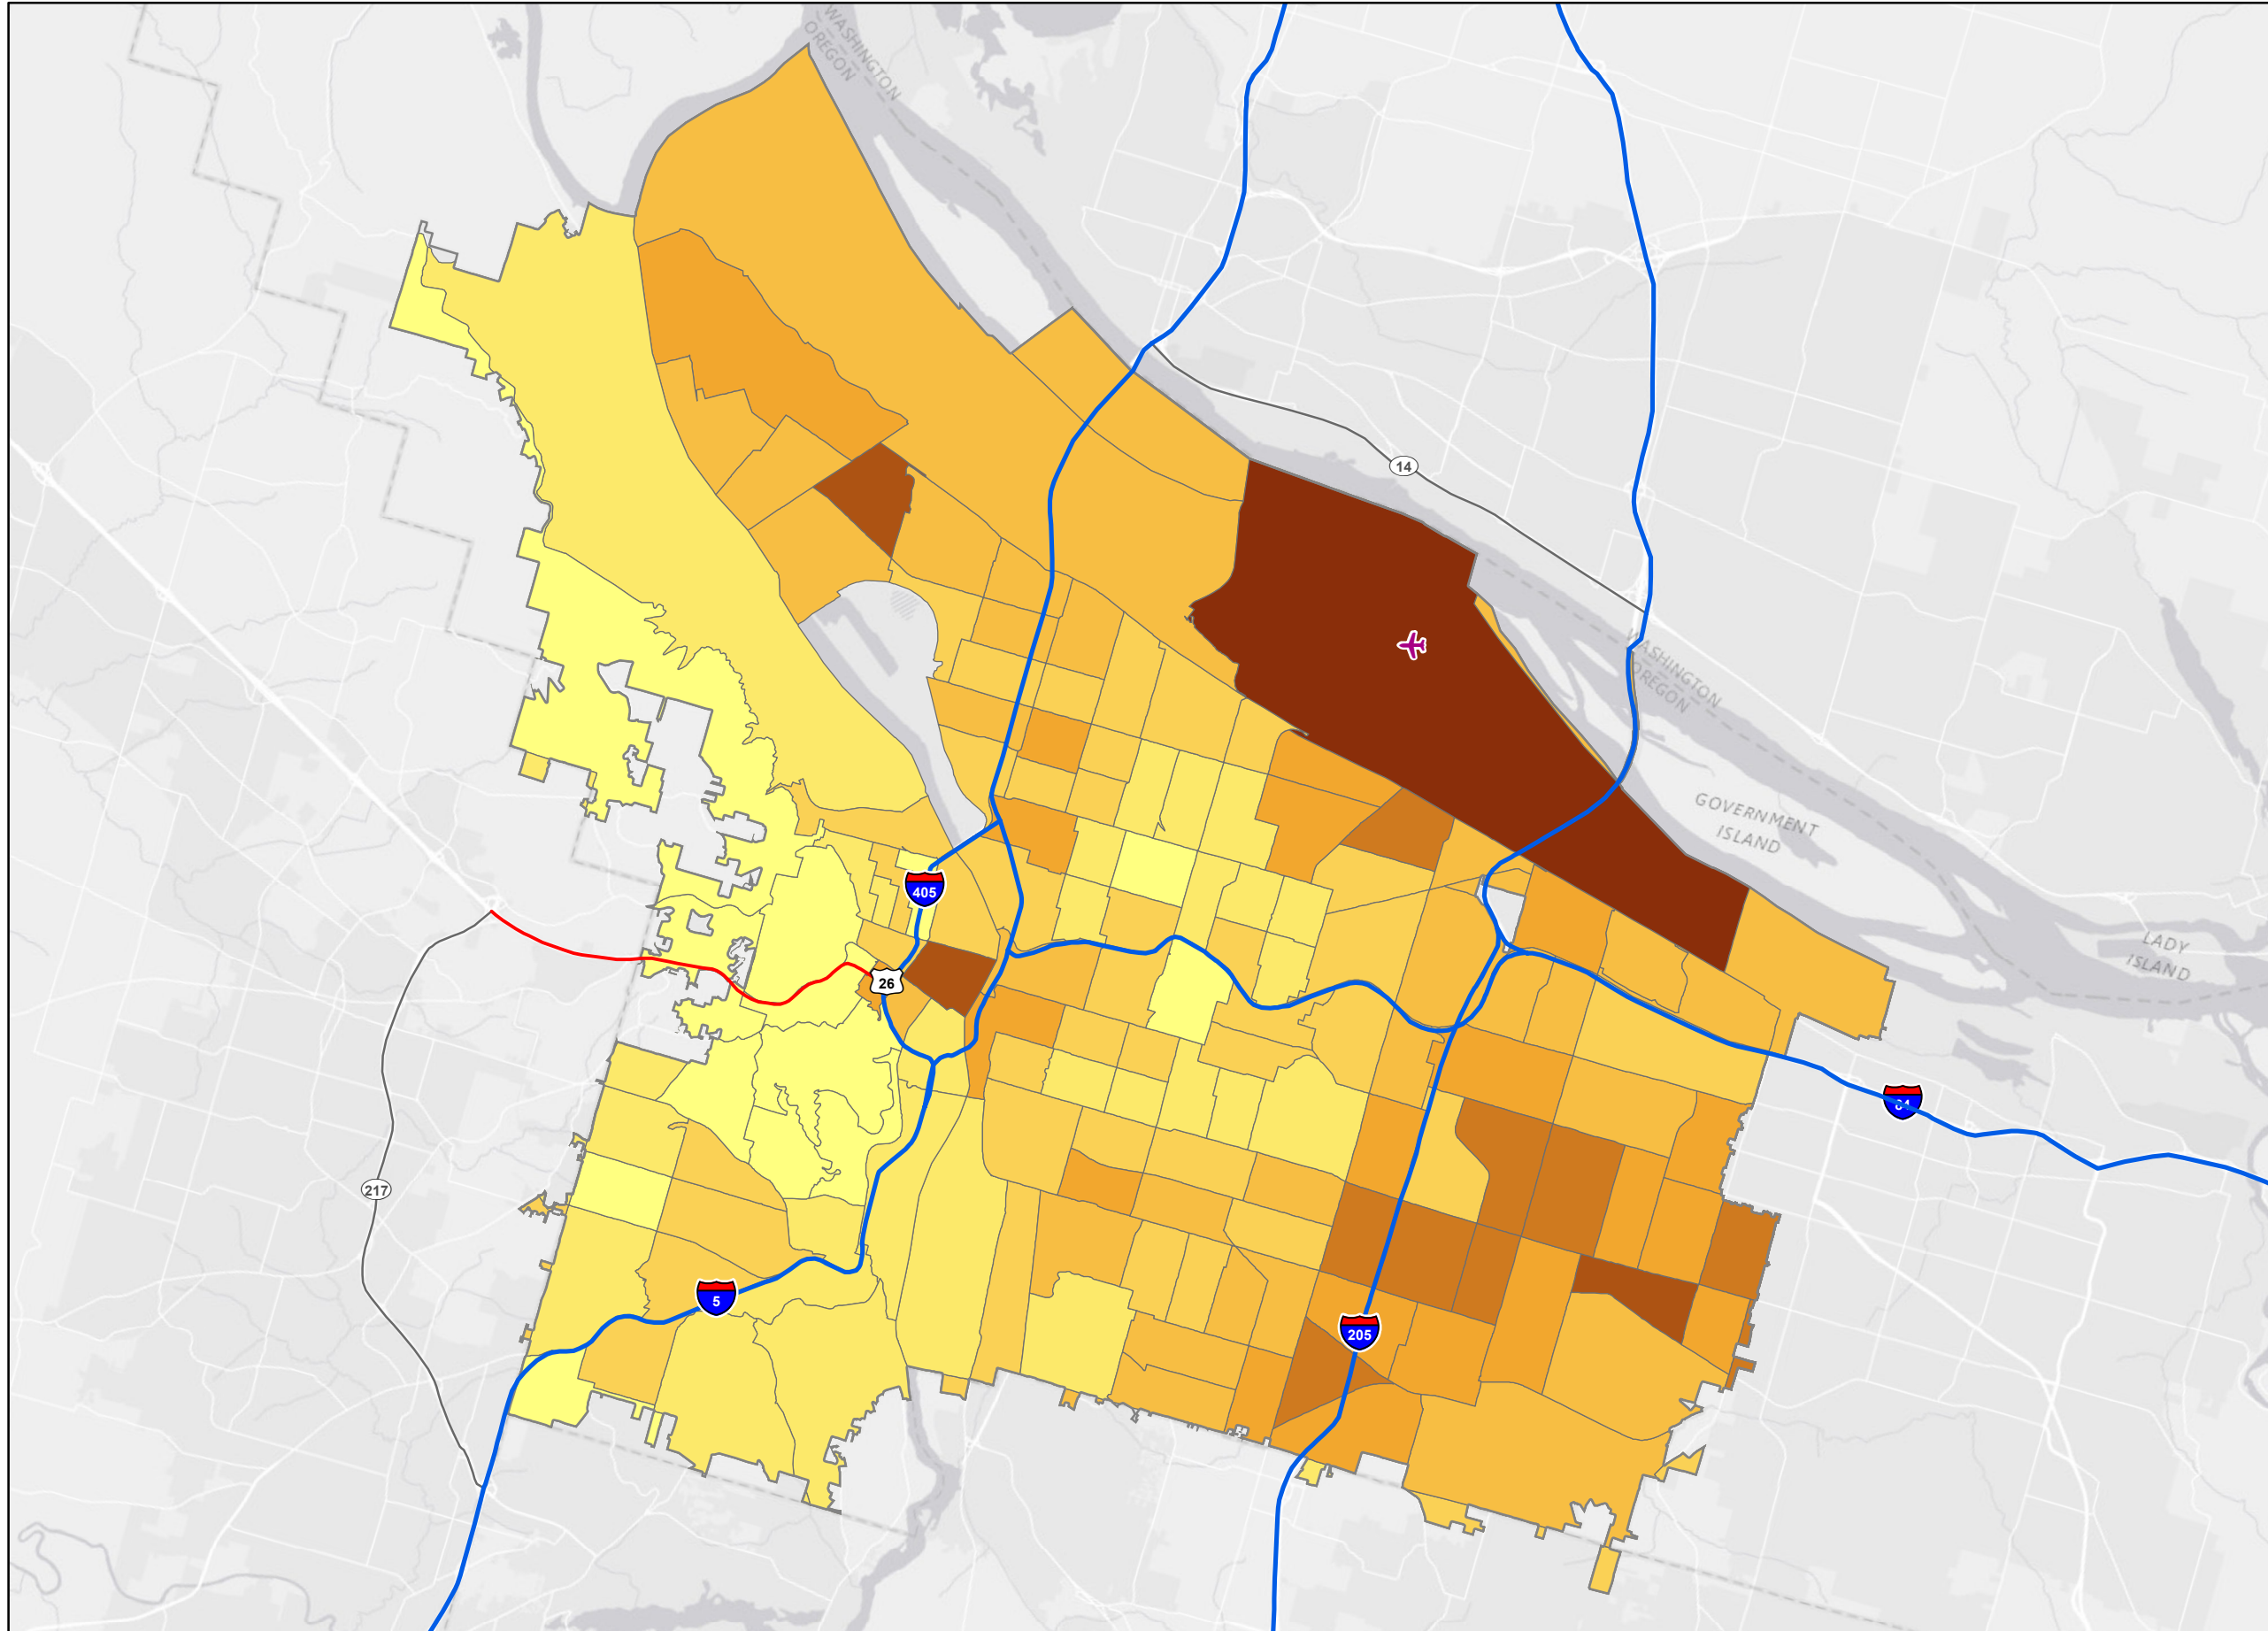 WASHINGTON
OREGON
14
WASHINGTON
OREGON
GOVERNMENT
ISLAND
405
LADY
ISLAND
26
84
217
5
205